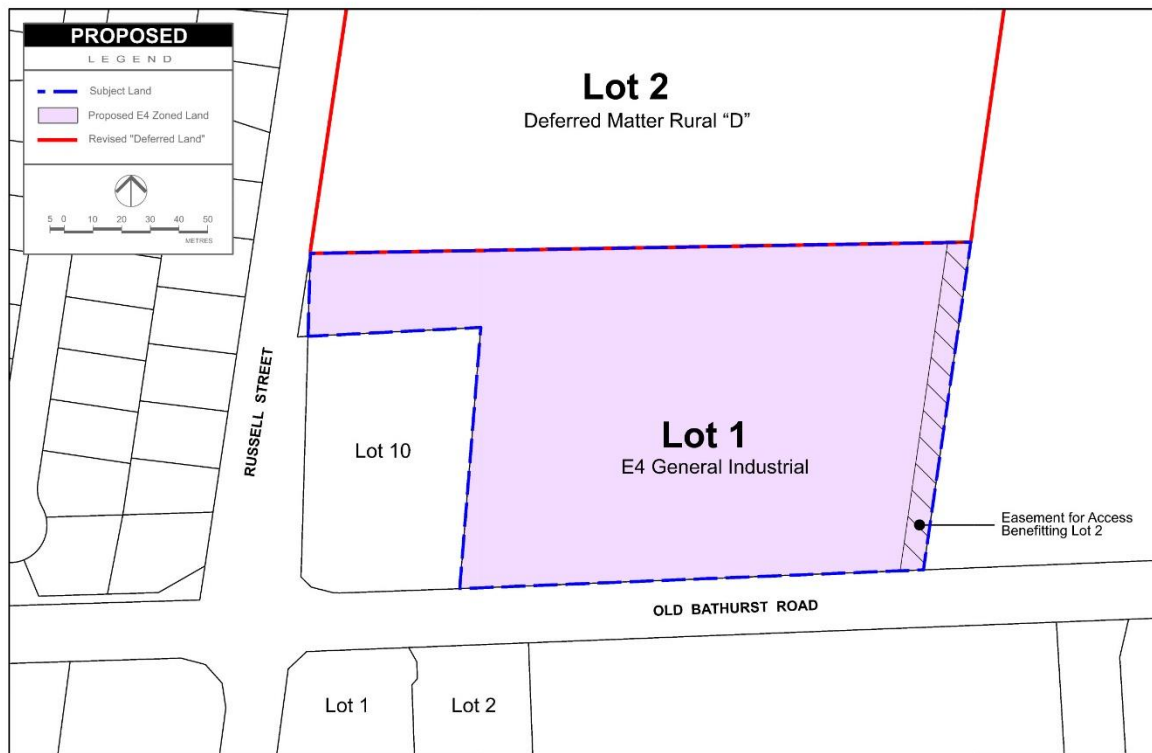 PROPOSED
LEGEND
Subject Land
Proposed E4 Zoned Land
Revised "Deferred Land"
5 0 10 20 30 40 50
METRES
Lot 2
Deferred Matter Rural “D”
RUSSELL STREET
Lot 10
Lot 1
E4 General Industrial
Easement for Access
Benefitting Lot 2
OLD BATHURST ROAD
Lot 1
Lot 2